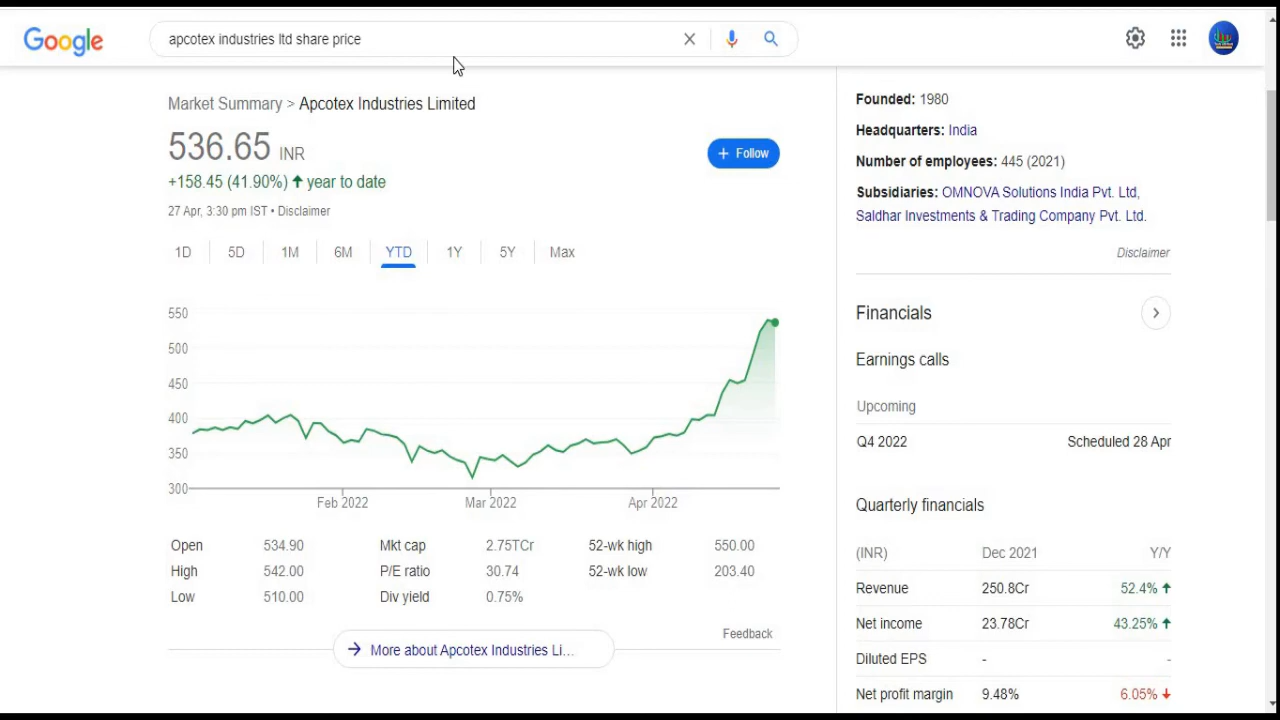 Google
apcotex industries ltd share price
Market Summary > Apcotex Industries Limited
536.65 INR
+ Follow
+158.45 (41.90%) ↑ year to date
27 Apr, 3:30 pm IST • Disclaimer
1D 5D 1M 6M YTD 1Y 5Y Max
550
500
450
400
350
300
Feb 2022 Mar 2022 Apr 2022
Open 534.90 Mkt cap 2.75TCr 52-wk high 550.00
High 542.00 P/E ratio 30.74 52-wk low 203.40
Low 510.00 Div yield 0.75%
Feedback
→ More about Apcotex Industries Li...
Founded: 1980
Headquarters: India
Number of employees: 445 (2021)
Subsidiaries: OMNOVA Solutions India Pvt. Ltd,
Saldhar Investments & Trading Company Pvt. Ltd.
Disclaimer
Financials
Earnings calls
Upcoming
Q4 2022 Scheduled 28 Apr
Quarterly financials
(INR) Dec 2021 Y/Y
Revenue 250.8Cr 52.4% ↑
Net income 23.78Cr 43.25% ↑
Diluted EPS - -
Net profit margin 9.48% 6.05% ↓